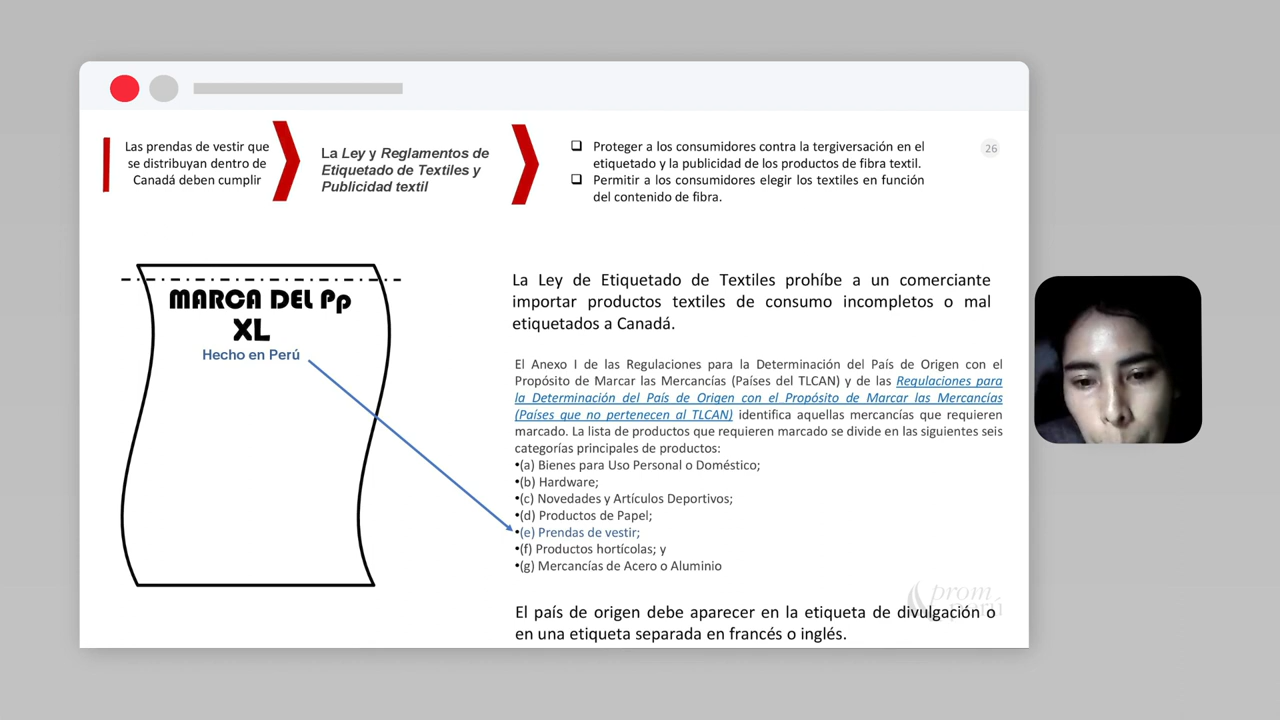 Las prendas de vestir que
se distribuyan dentro de
Canadá deben cumplir
La Ley y Reglamentos de
Etiquetado de Textiles y
Publicidad textil
❑ Proteger a los consumidores contra la tergiversación en el
etiquetado y la publicidad de los productos de fibra textil.
❑ Permitir a los consumidores elegir los textiles en función
del contenido de fibra.
26
MARCA DEL Pp
XL
Hecho en Perú
La Ley de Etiquetado de Textiles prohíbe a un comerciante
importar productos textiles de consumo incompletos o mal
etiquetados a Canadá.
El Anexo I de las Regulaciones para la Determinación del País de Origen con el
Propósito de Marcar las Mercancías (Países del TLCAN) y de las Regulaciones para
la Determinación del País de Origen con el Propósito de Marcar las Mercancías
(Países que no pertenecen al TLCAN) identifica aquellas mercancías que requieren
marcado. La lista de productos que requieren marcado se divide en las siguientes seis
categorías principales de productos:
•(a) Bienes para Uso Personal o Doméstico;
•(b) Hardware;
•(c) Novedades y Artículos Deportivos;
•(d) Productos de Papel;
•(e) Prendas de vestir;
•(f) Productos hortícolas; y
•(g) Mercancías de Acero o Aluminio
prom
perú
El país de origen debe aparecer en la etiqueta de divulgación o
en una etiqueta separada en francés o inglés.